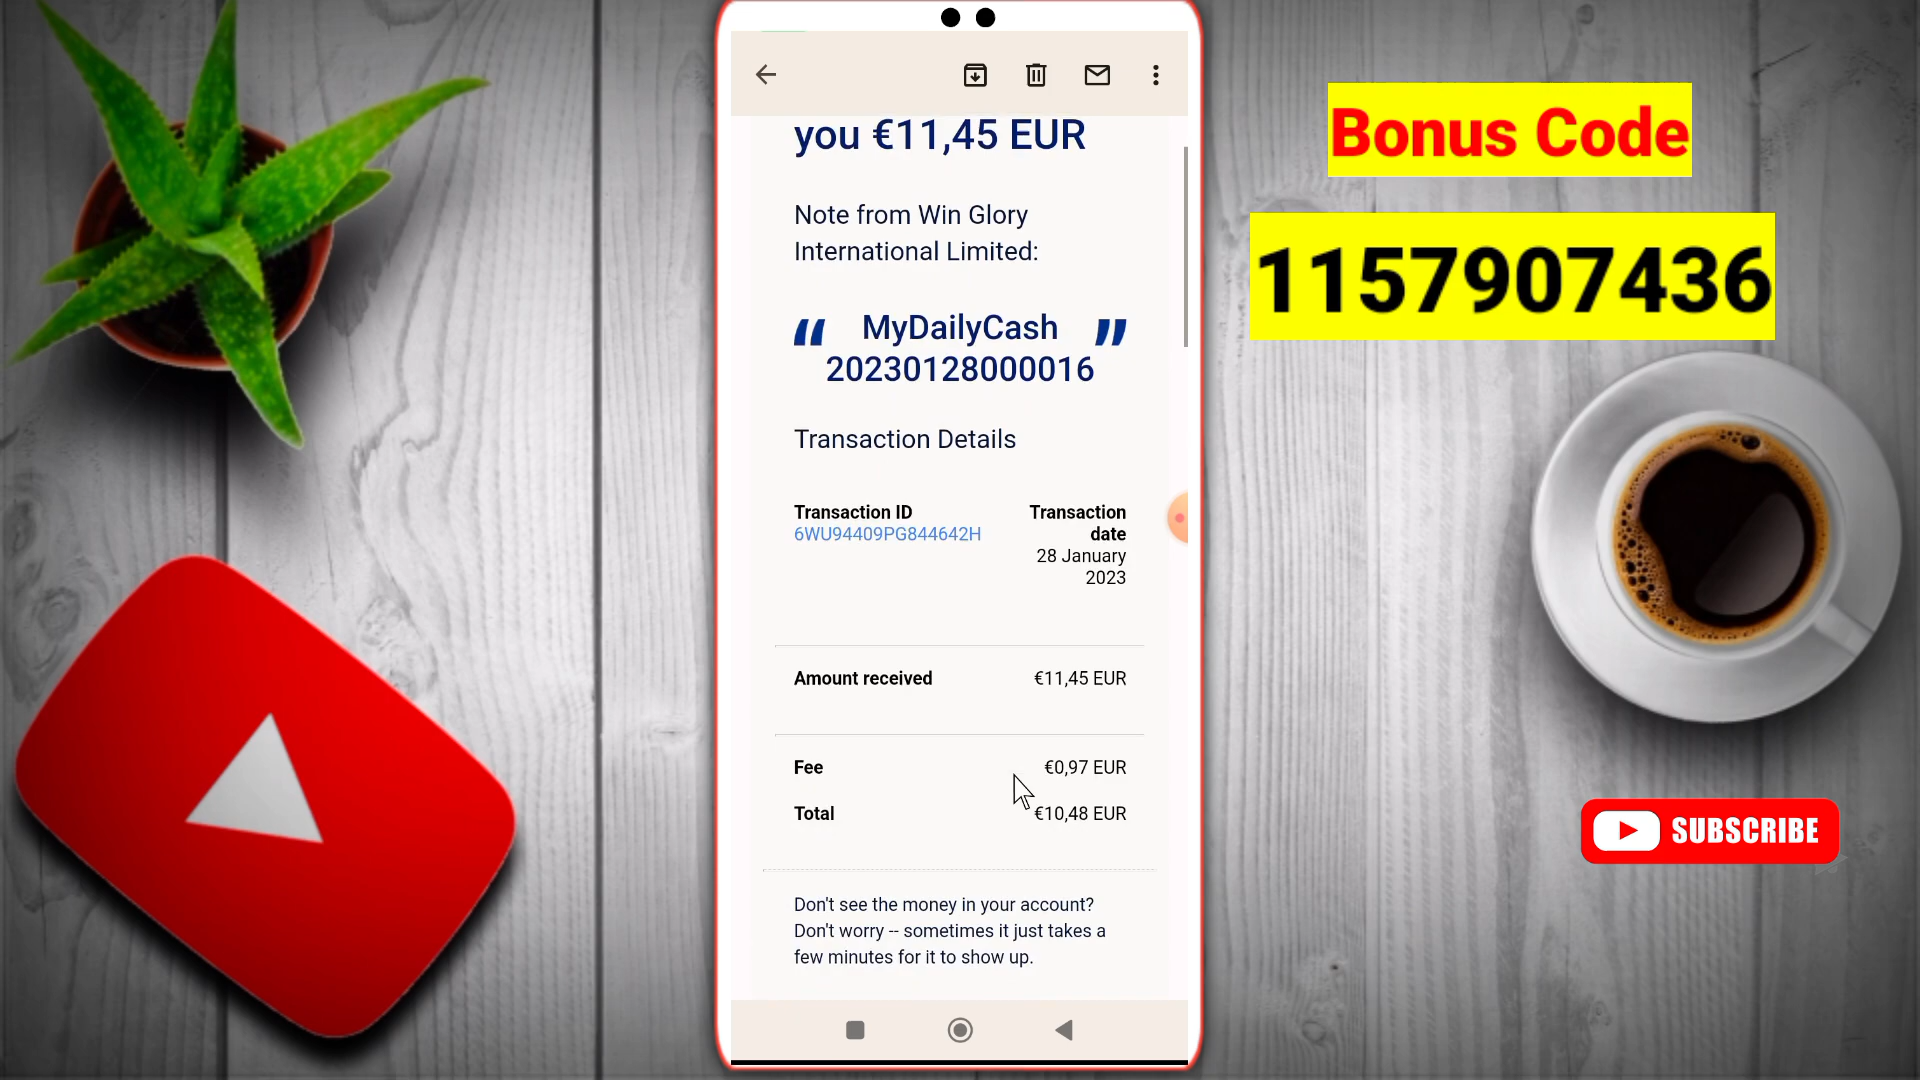 you €11,45 EUR
Note from Win Glory
International Limited:
“ MyDailyCash ”
20230128000016
Transaction Details
Transaction ID
6WU94409PG844642H
Transaction
date
28 January
2023
Amount received €11,45 EUR
Fee €0,97 EUR
Total €10,48 EUR
Don't see the money in your account?
Don't worry -- sometimes it just takes a
few minutes for it to show up.
Bonus Code
1157907436
SUBSCRIBE